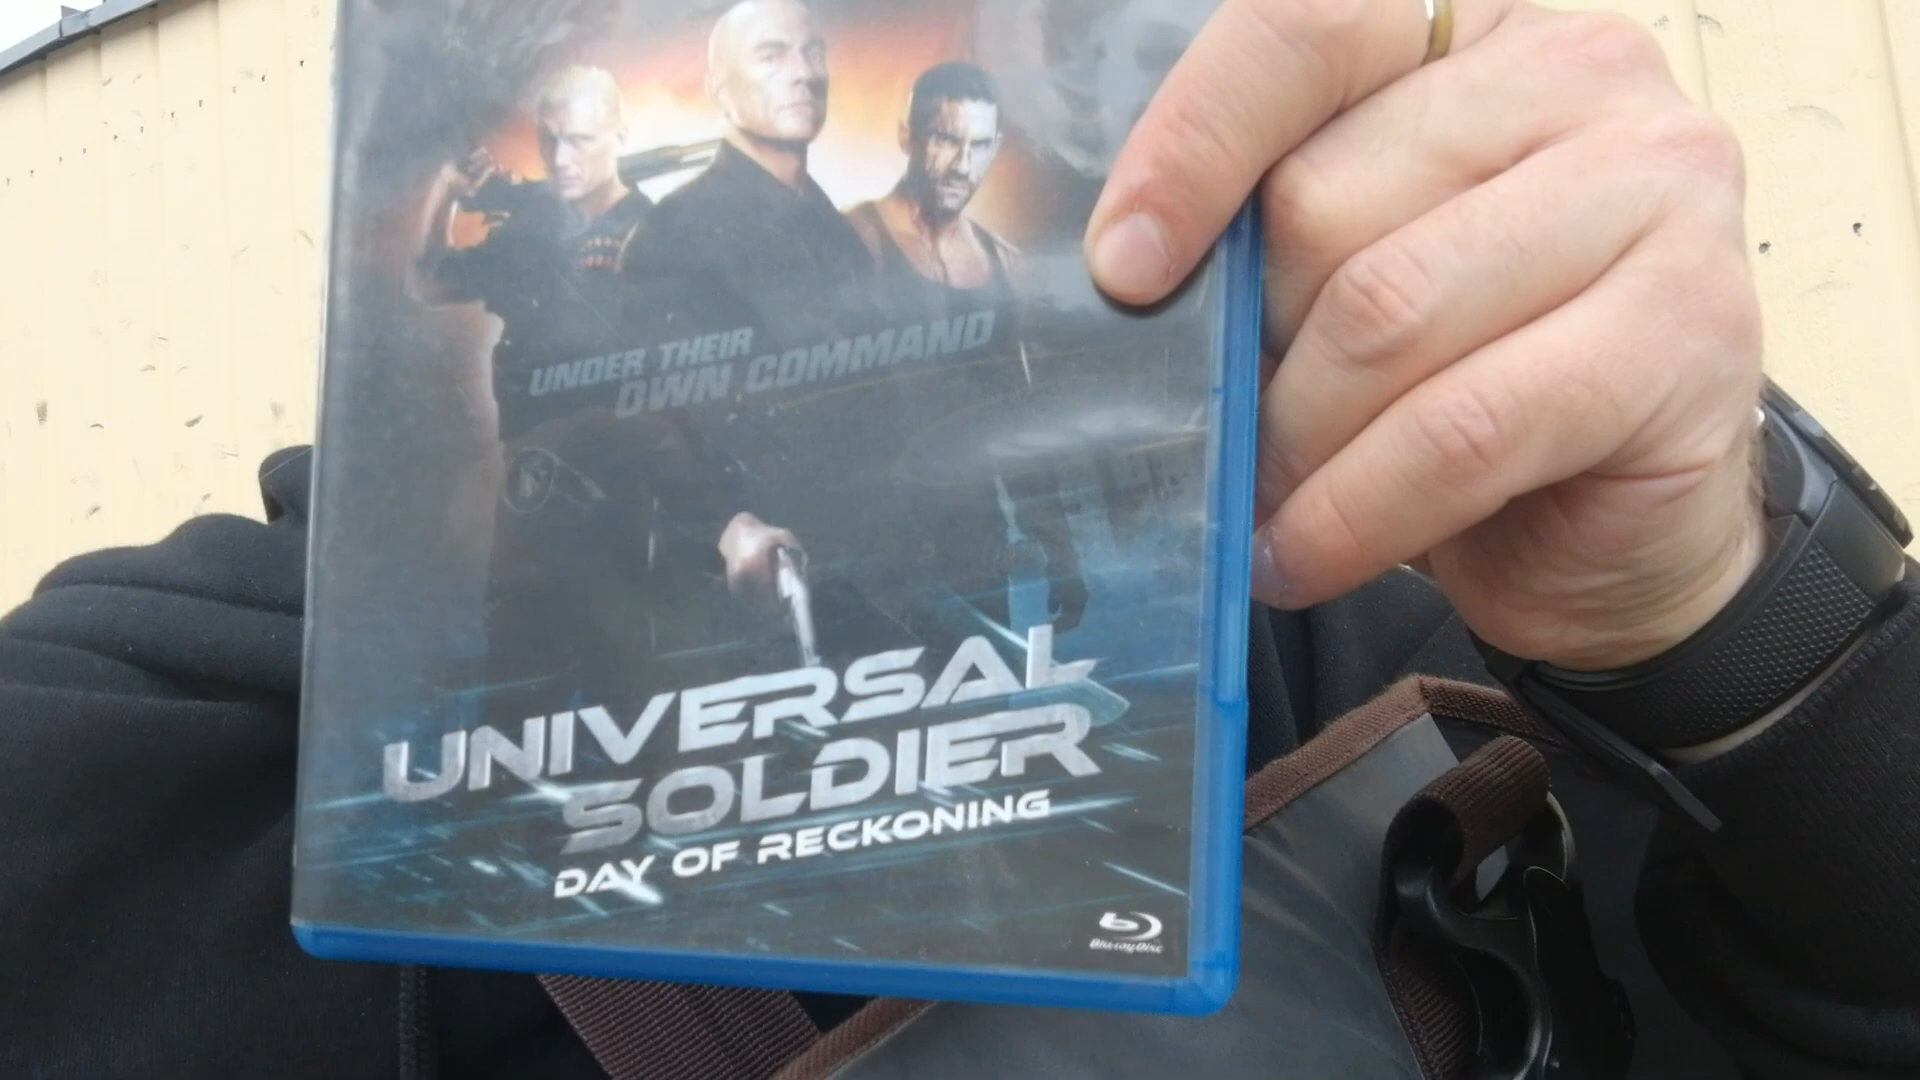 UNDER THEIR
OWN COMMAND
UNIVERSAL
SOLDIER
DAY OF RECKONING
Blu-ray Disc